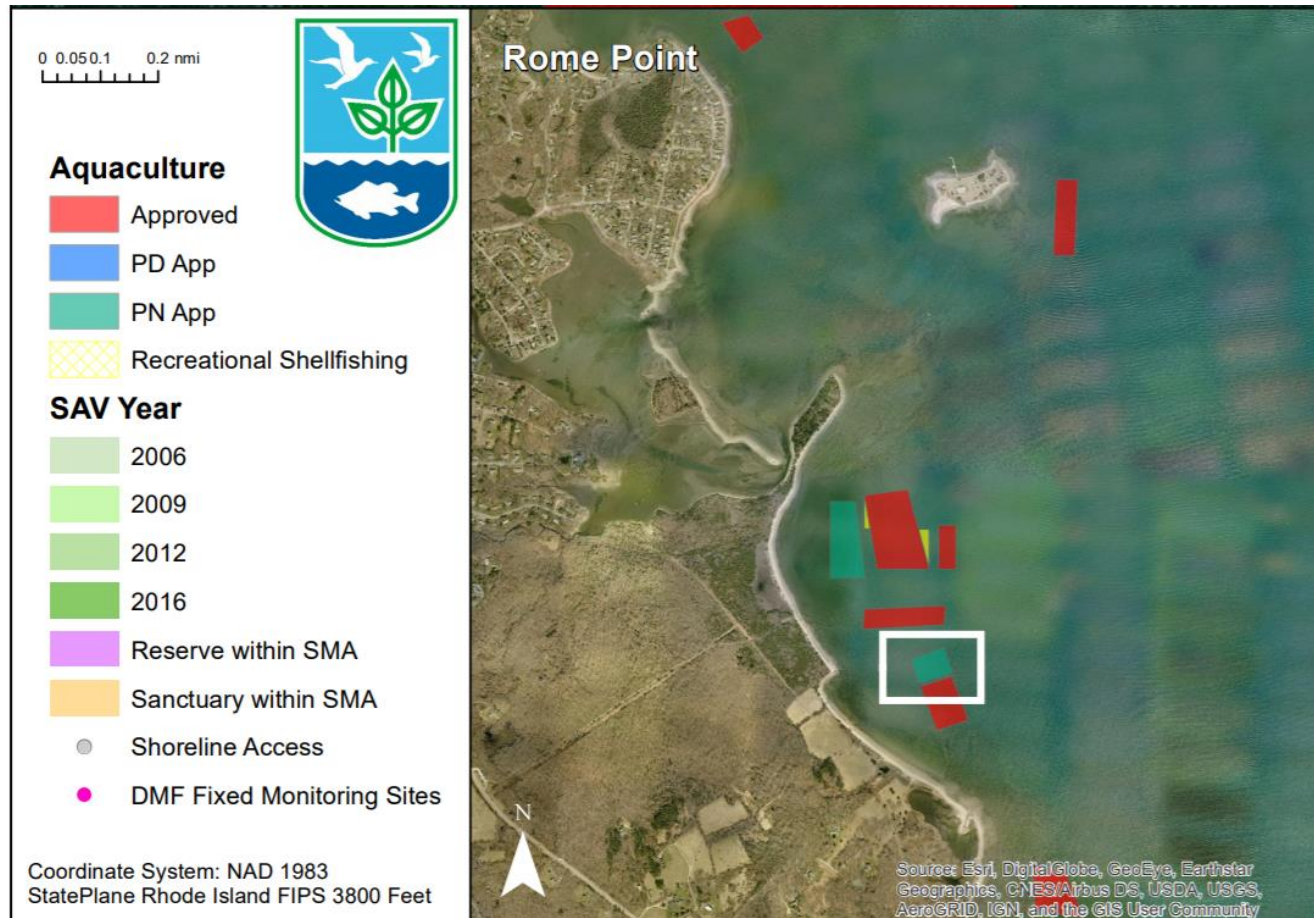 0 0.05 0.1 0.2 nmi
Rome Point
Aquaculture
Approved
PD App
PN App
Recreational Shellfishing
SAV Year
2006
2009
2012
2016
Reserve within SMA
Sanctuary within SMA
Shoreline Access
DMF Fixed Monitoring Sites
Coordinate System: NAD 1983
StatePlane Rhode Island FIPS 3800 Feet
N
Source: Esri, DigitalGlobe, GeoEye, Earthstar
Geographics, CNES/Airbus DS, USDA, USGS,
AeroGRID, IGN, and the GIS User Community